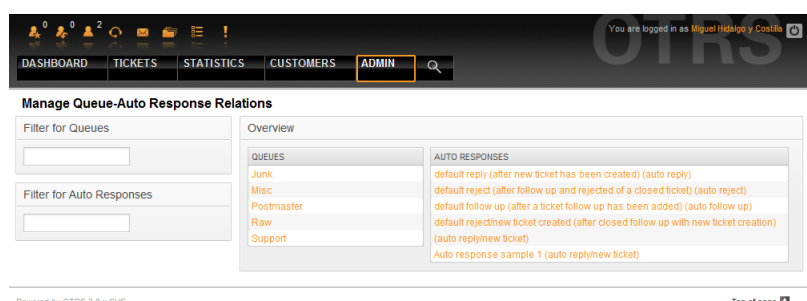 0 0 2
OTRS
You are logged in as Miguel Hidalgo y Costilla
DASHBOARD TICKETS STATISTICS CUSTOMERS ADMIN
Manage Queue-Auto Response Relations
Filter for Queues
Filter for Auto Responses
Overview
QUEUES
Junk
Misc
Postmaster
Raw
Support
AUTO RESPONSES
default reply (after new ticket has been created) (auto reply)
default reject (after follow up and rejected of a closed ticket) (auto reject)
default follow up (after a ticket follow up has been added) (auto follow up)
default reject/new ticket created (after closed follow up with new ticket creation)
(auto reply/new ticket)
Auto response sample 1 (auto reply/new ticket)